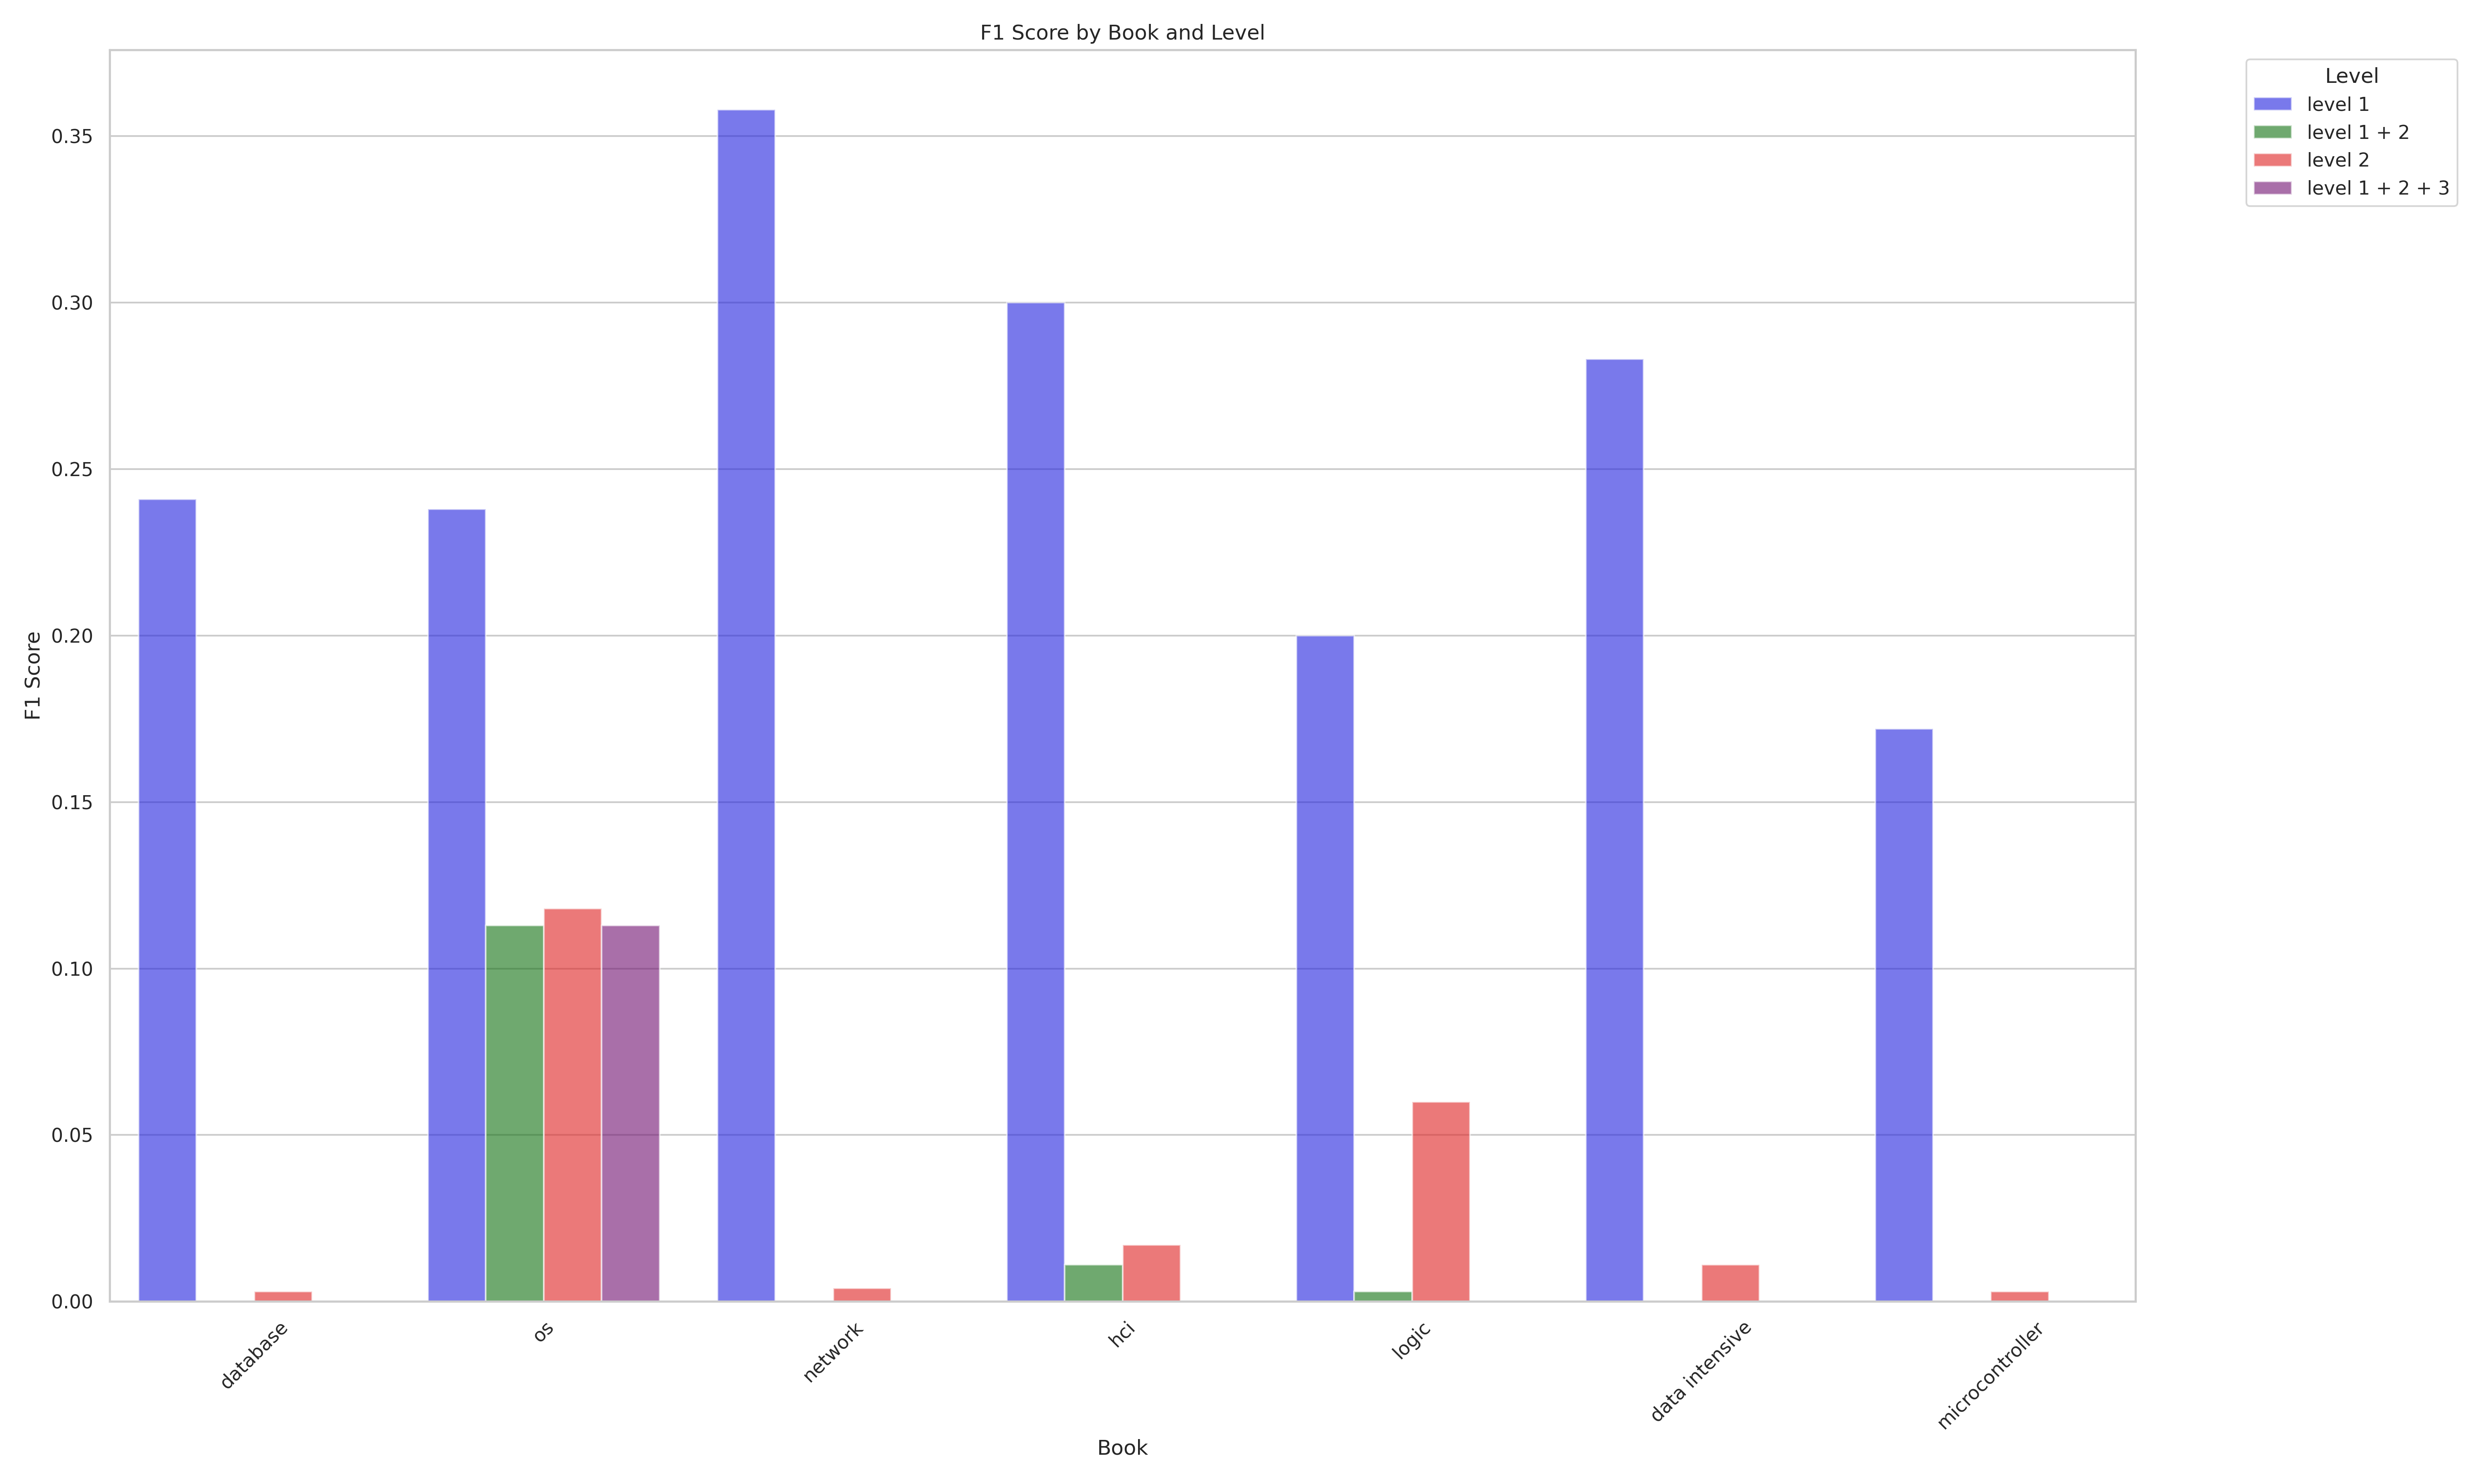 F1 Score by Book and Level
Level
level 1
level 1 + 2
level 2
level 1 + 2 + 3
F1 Score
0.35
0.30
0.25
0.20
0.15
0.10
0.05
0.00
database
os
network
hci
logic
data intensive
microcontroller
Book